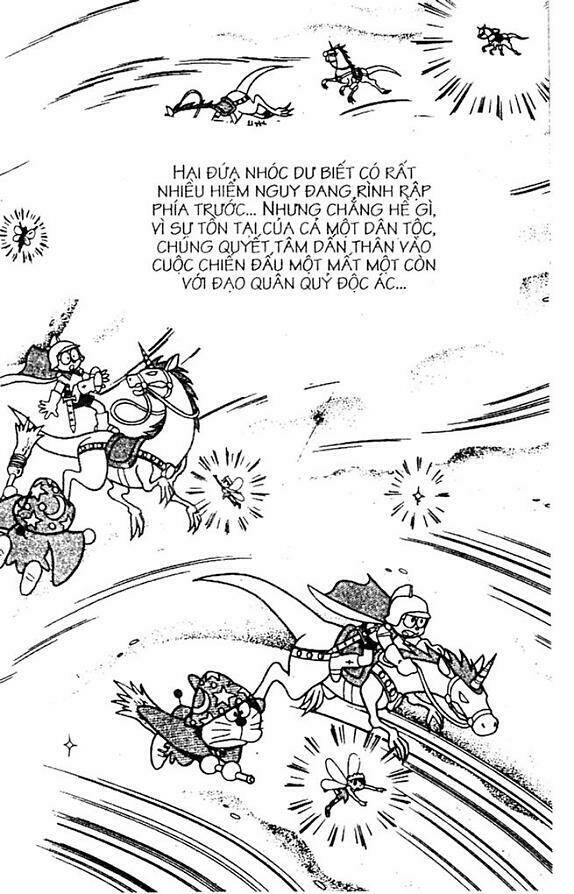 HAI ĐỨA NHÓC DƯ BIẾT CÓ RẤT
NHIỀU HIỂM NGUY ĐANG RÌNH RẬP
PHÍA TRƯỚC... NHƯNG CHẲNG HỀ GÌ,
VÌ SỰ TỒN TẠI CỦA CẢ MỘT DÂN TỘC,
CHÚNG QUYẾT TÂM DẤN THÂN VÀO
CUỘC CHIẾN ĐẤU MỘT MẤT MỘT CÒN
VỚI ĐẠO QUÂN QUỶ ĐỘC ÁC...